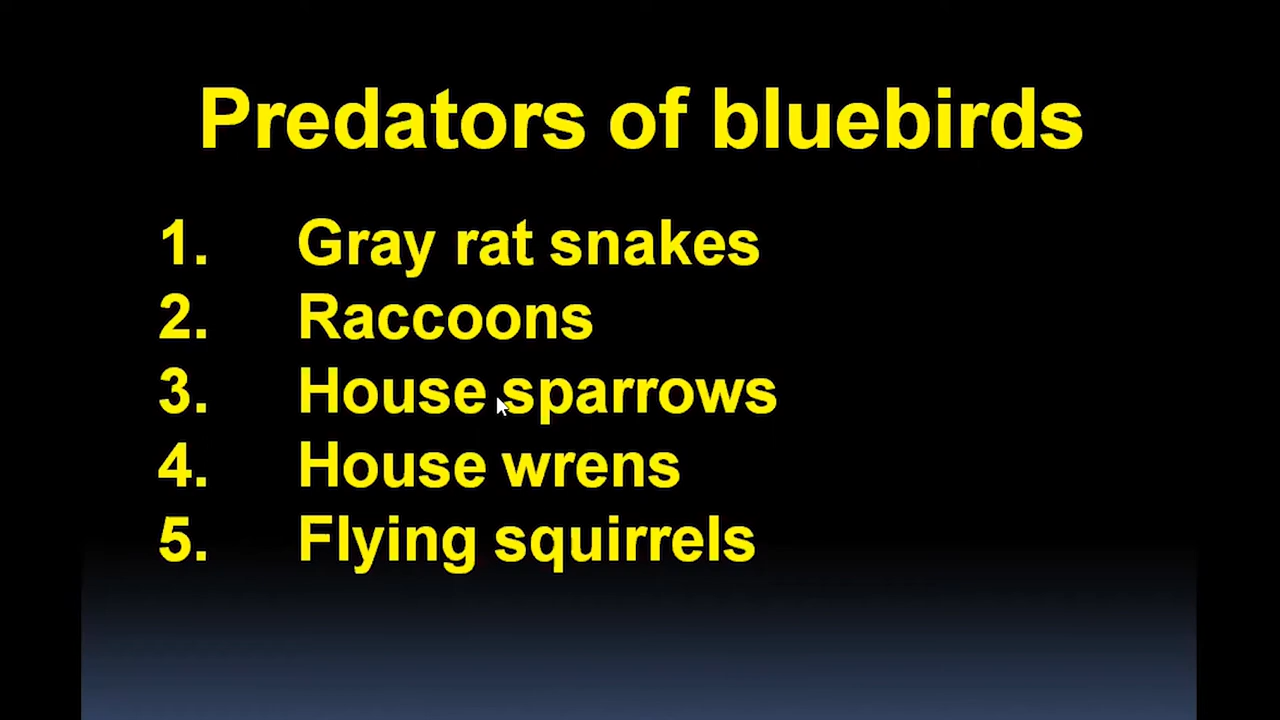 Predators of bluebirds
1. Gray rat snakes
2. Raccoons
3. House sparrows
4. House wrens
5. Flying squirrels